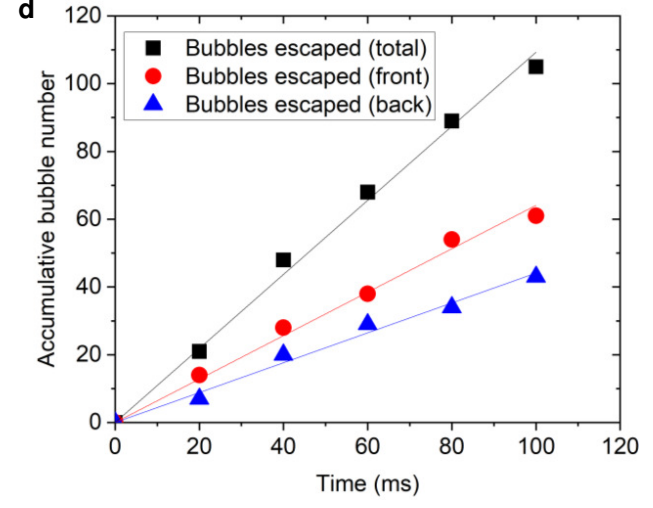 d
120
100
80
60
40
20
0
Accumulative bubble number
Bubbles escaped (total)
Bubbles escaped (front)
Bubbles escaped (back)
0 20 40 60 80 100 120
Time (ms)